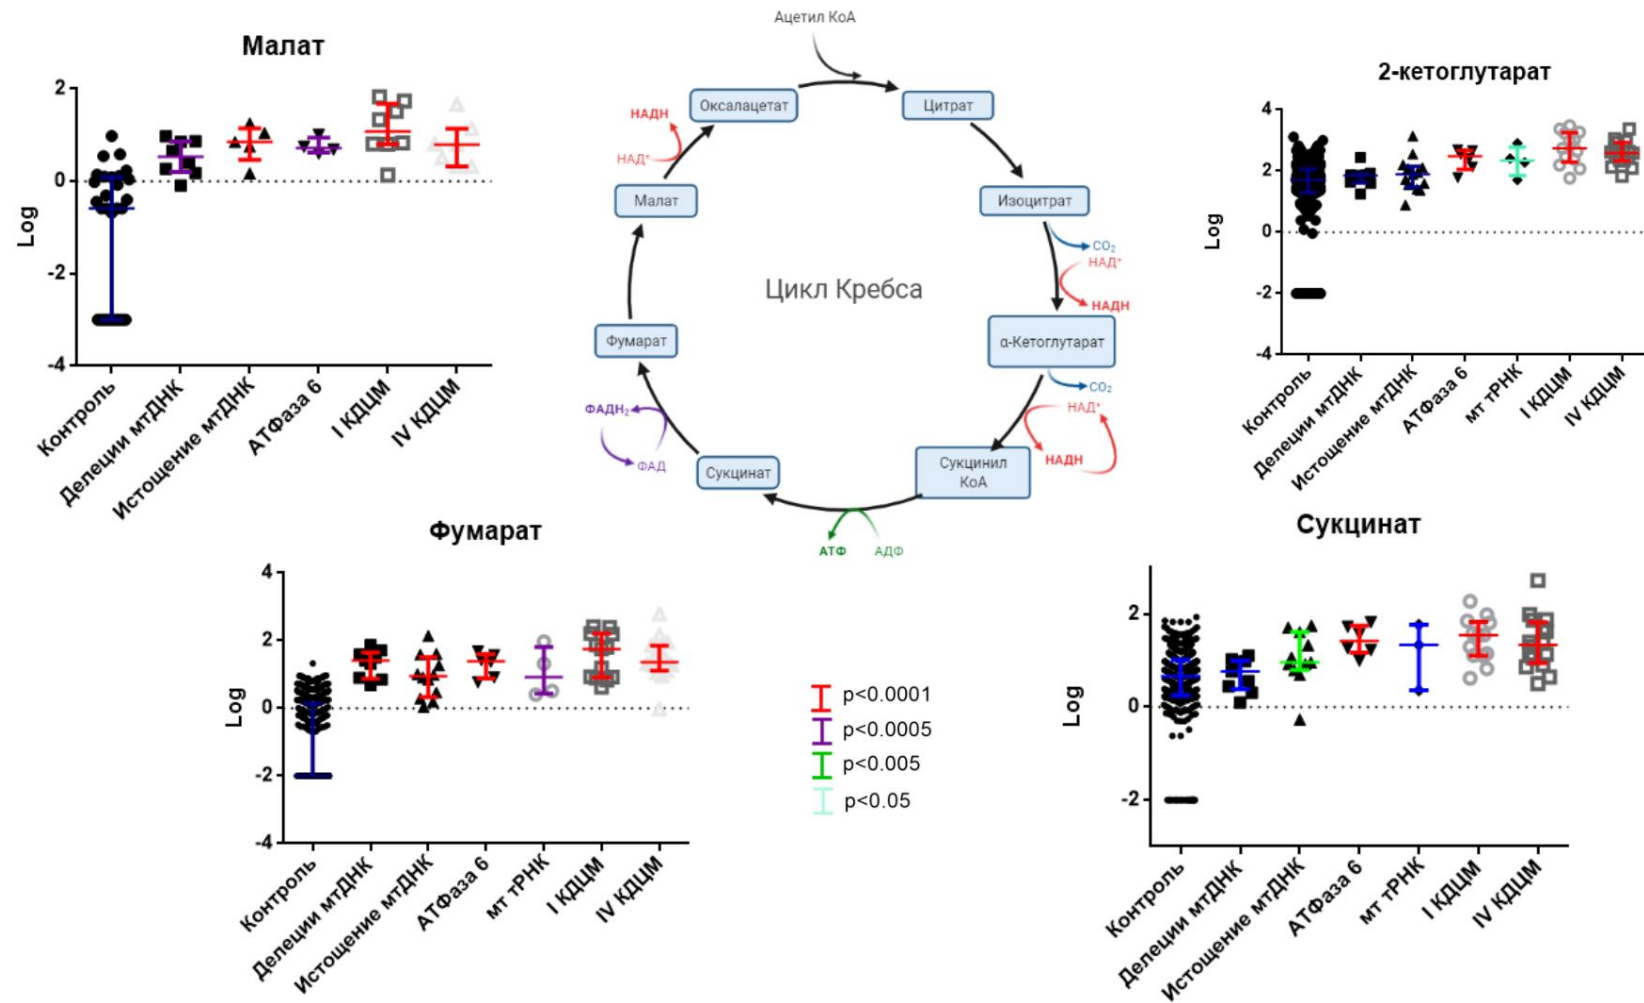 Ацетил КоА
Малат
2
0
-2
-4
Log
Контроль
Делеции мтДНК
Истощение мтДНК
АТФаза 6
I КДЦМ
IV КДЦМ
Оксалацетат
Цитрат
НАДН
НАД⁺
Малат
Изоцитрат
CO₂
НАД⁺
НАДН
Цикл Кребса
Фумарат
α-Кетоглутарат
CO₂
НАД⁺
НАДН
ФАДН₂
ФАД
Сукцинат
Сукцинил
КоА
АТФ
АДФ
2-кетоглутарат
4
2
0
-2
-4
Log
Контроль
Делеции мтДНК
Истощение мтДНК
АТФаза 6
мт тРНК
I КДЦМ
IV КДЦМ
Фумарат
4
2
0
-2
-4
Log
Контроль
Делеции мтДНК
Истощение мтДНК
АТФаза 6
мт тРНК
I КДЦМ
IV КДЦМ
p<0.0001
p<0.0005
p<0.005
p<0.05
Сукцинат
2
0
-2
Log
Контроль
Делеции мтДНК
Истощение мтДНК
АТФаза 6
мт тРНК
I КДЦМ
IV КДЦМ